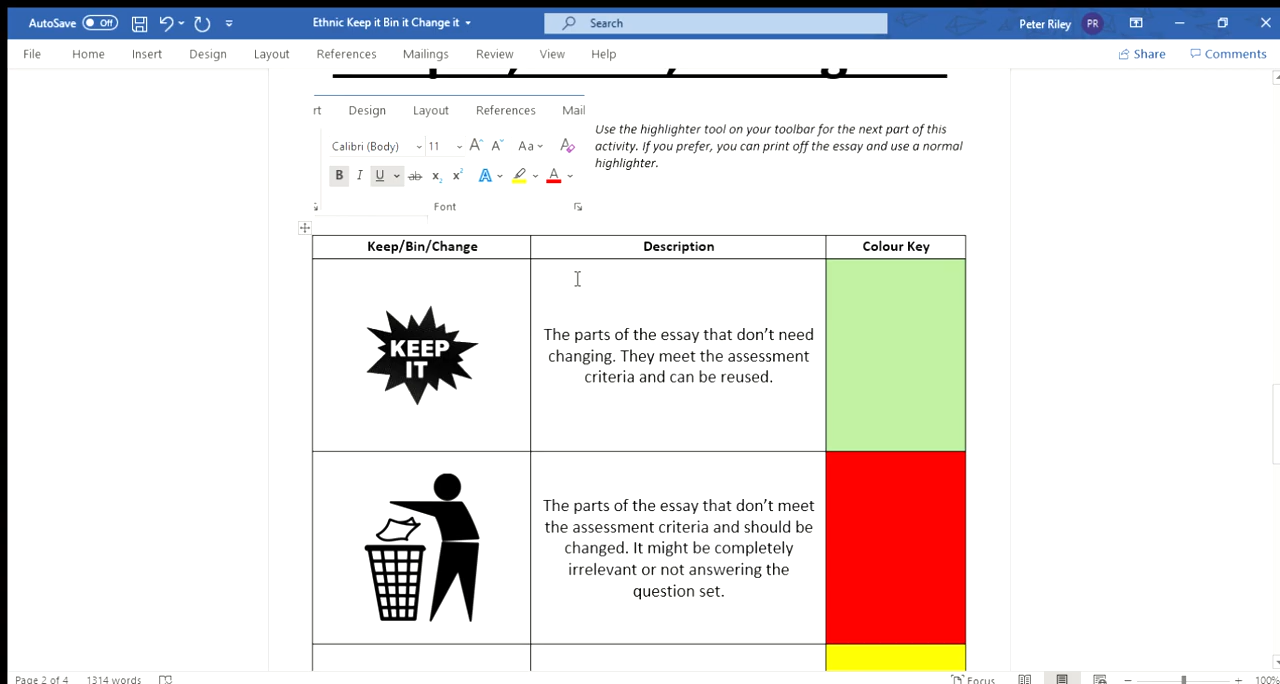 AutoSave Off Ethnic Keep it Bin it Change it Search Peter Riley PR
File Home Insert Design Layout References Mailings Review View Help Share Comments
rt Design Layout References Mail
Calibri (Body) 11 A A Aa A
B I U ab x2 x2 A A
Font
Use the highlighter tool on your toolbar for the next part of this
activity. If you prefer, you can print off the essay and use a normal
highlighter.
Keep/Bin/Change Description Colour Key
KEEP
IT
The parts of the essay that don’t need
changing. They meet the assessment
criteria and can be reused.
The parts of the essay that don’t meet
the assessment criteria and should be
changed. It might be completely
irrelevant or not answering the
question set.
Page 2 of 4 1314 words Focus 100%